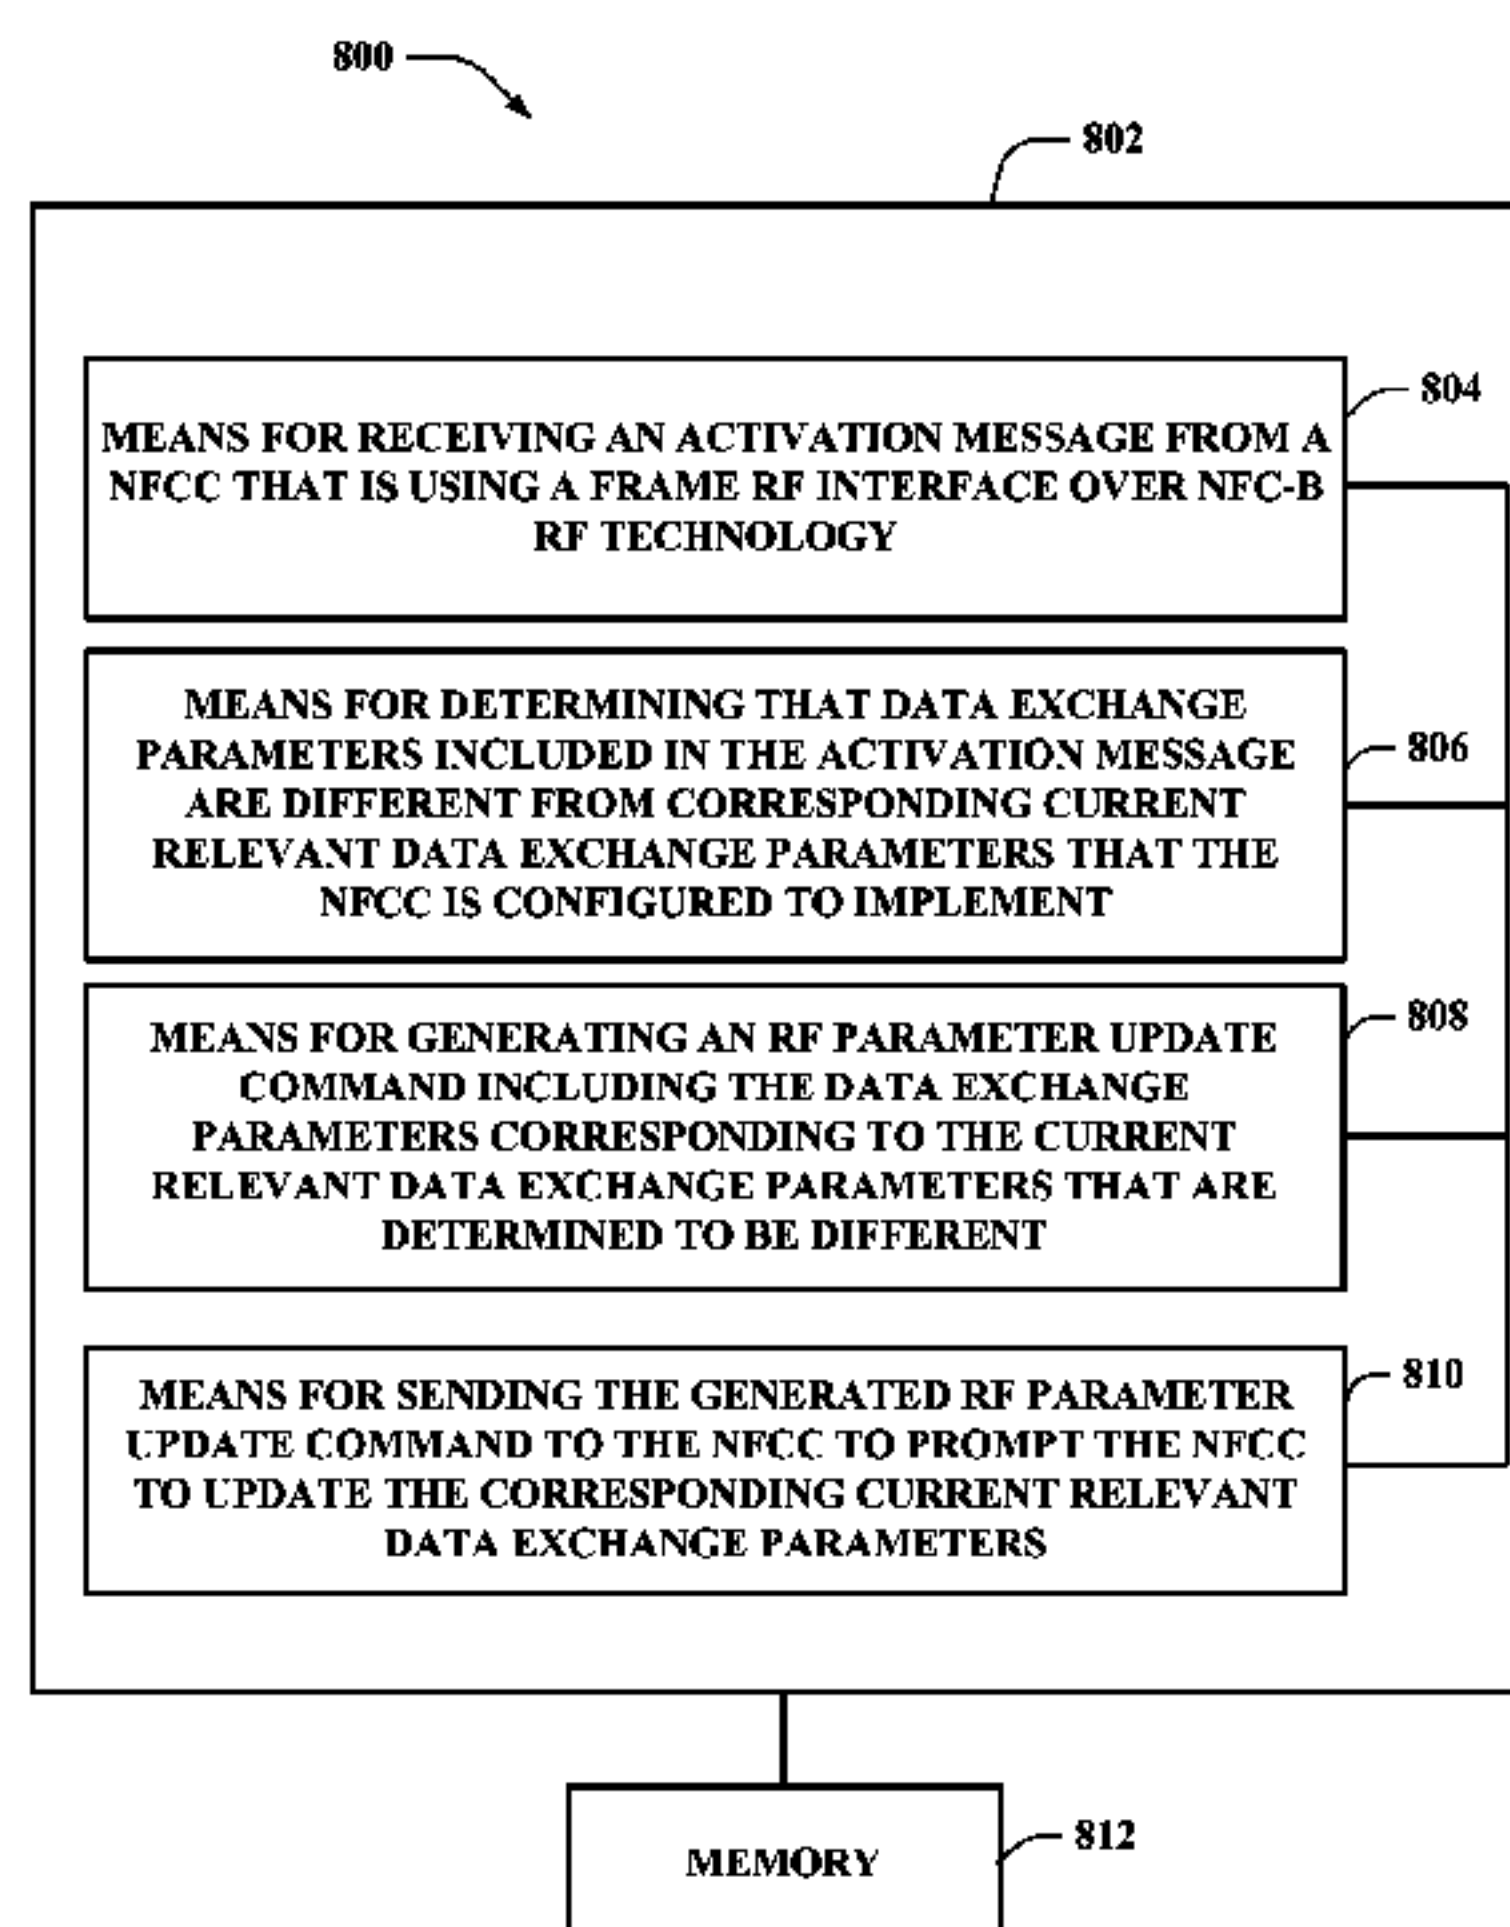 800
802
MEANS FOR RECEIVING AN ACTIVATION MESSAGE FROM A
NFCC THAT IS USING A FRAME RF INTERFACE OVER NFC-B
RF TECHNOLOGY
804
MEANS FOR DETERMINING THAT DATA EXCHANGE
PARAMETERS INCLUDED IN THE ACTIVATION MESSAGE
ARE DIFFERENT FROM CORRESPONDING CURRENT
RELEVANT DATA EXCHANGE PARAMETERS THAT THE
NFCC IS CONFIGURED TO IMPLEMENT
806
MEANS FOR GENERATING AN RF PARAMETER UPDATE
COMMAND INCLUDING THE DATA EXCHANGE
PARAMETERS CORRESPONDING TO THE CURRENT
RELEVANT DATA EXCHANGE PARAMETERS THAT ARE
DETERMINED TO BE DIFFERENT
808
MEANS FOR SENDING THE GENERATED RF PARAMETER
UPDATE COMMAND TO THE NFCC TO PROMPT THE NFCC
TO UPDATE THE CORRESPONDING CURRENT RELEVANT
DATA EXCHANGE PARAMETERS
810
MEMORY
812